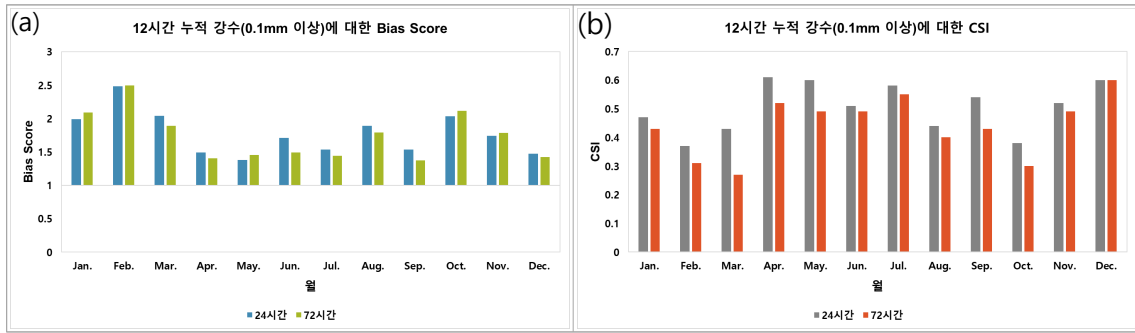 (a)
12시간 누적 강수(0.1mm 이상)에 대한 Bias Score
3
2.5
2
1.5
1
0.5
0
Bias Score
Jan. Feb. Mar. Apr. May. Jun. Jul. Aug. Sep. Oct. Nov. Dec.
월
24시간 72시간
(b)
12시간 누적 강수(0.1mm 이상)에 대한 CSI
0.7
0.6
0.5
0.4
0.3
0.2
0.1
0
CSI
Jan. Feb. Mar. Apr. May. Jun. Jul. Aug. Sep. Oct. Nov. Dec.
월
24시간 72시간